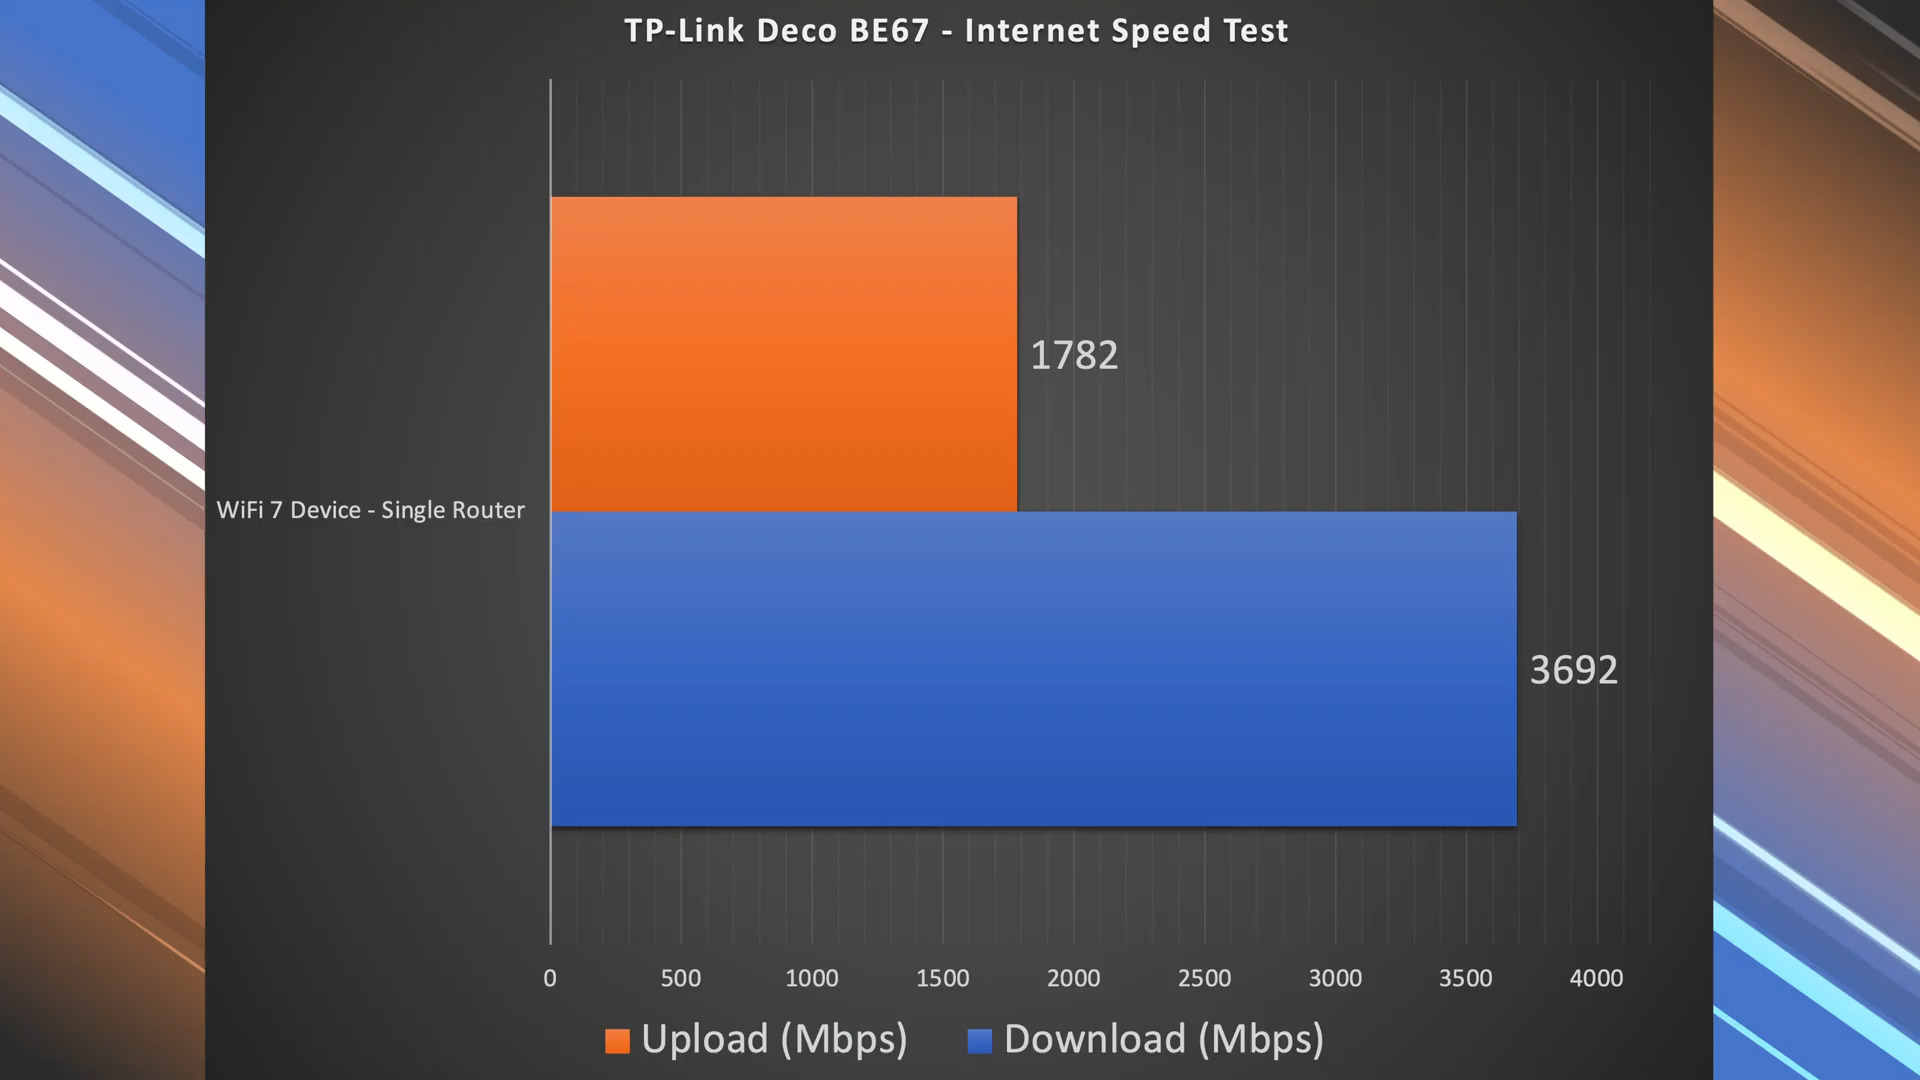 TP-Link Deco BE67 - Internet Speed Test
1782
WiFi 7 Device - Single Router
3692
0 500 1000 1500 2000 2500 3000 3500 4000
Upload (Mbps) Download (Mbps)